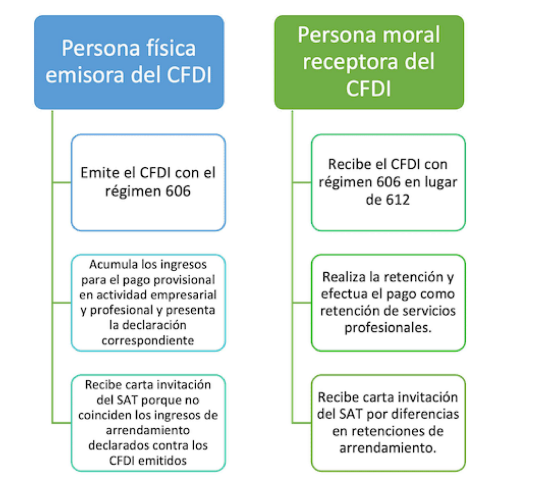 Persona física
emisora del CFDI
Emite el CFDI con el
régimen 606
Acumula los ingresos
para el pago provisional
en actividad empresarial
y profesional y presenta
la declaración
correspondiente
Recibe carta invitación
del SAT porque no
coinciden los ingresos de
arrendamiento
declarados contra los
CFDI emitidos
Persona moral
receptora del
CFDI
Recibe el CFDI con
régimen 606 en lugar
de 612
Realiza la retención y
efectua el pago como
retención de servicios
profesionales.
Recibe carta invitación
del SAT por diferencias
en retenciones de
arrendamiento.